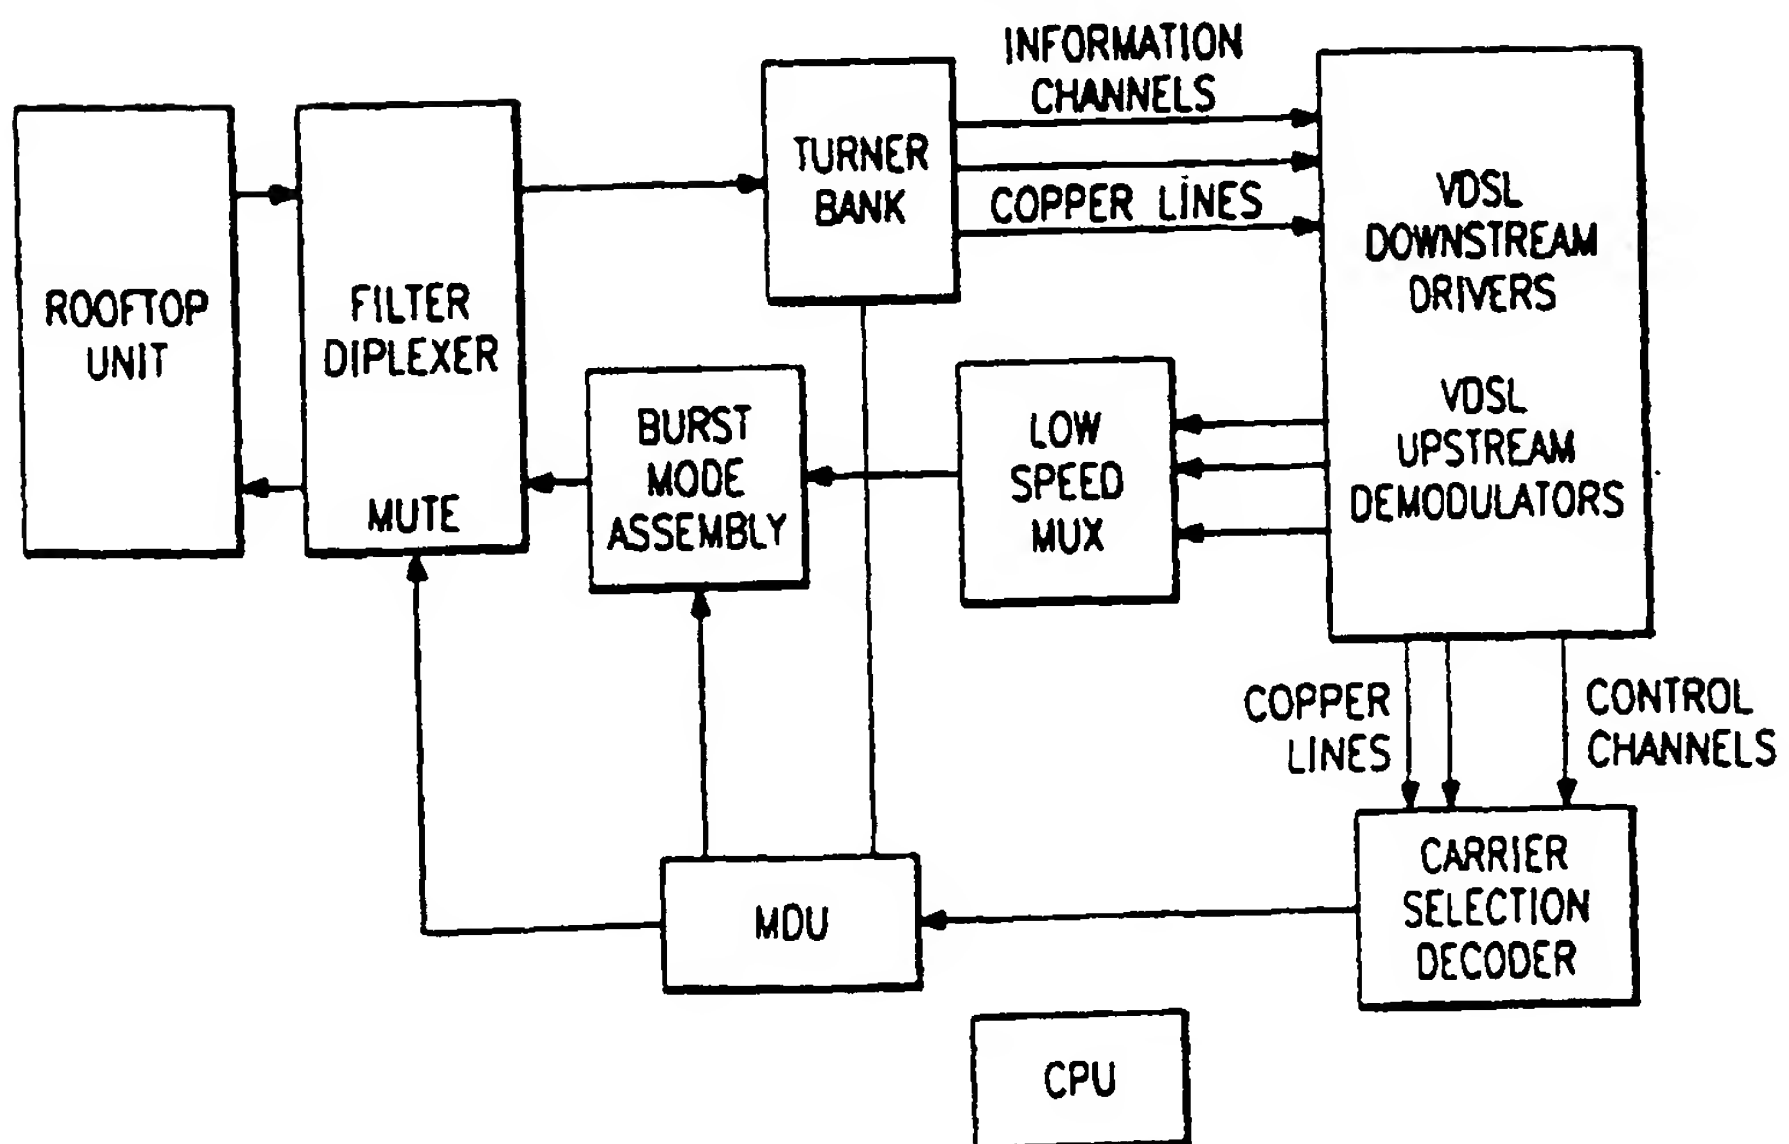 INFORMATION
CHANNELS
ROOFTOP
UNIT
FILTER
DIPLEXER
MUTE
TURNER
BANK
COPPER LINES
VDSL
DOWNSTREAM
DRIVERS
VDSL
UPSTREAM
DEMODULATORS
BURST
MODE
ASSEMBLY
LOW
SPEED
MUX
COPPER
LINES
CONTROL
CHANNELS
MDU
CARRIER
SELECTION
DECODER
CPU